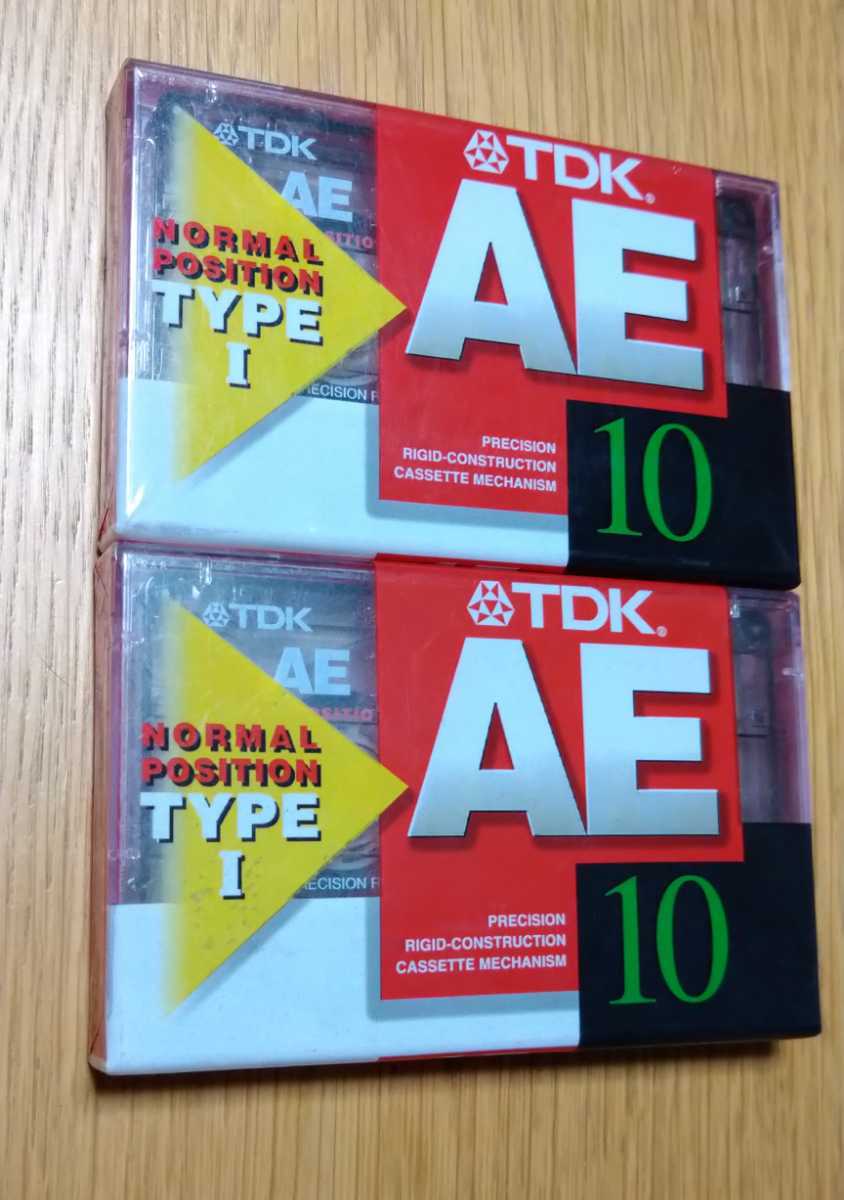 TDK
AE
NORMAL
POSITION
TYPE
I
TDK®
AE
PRECISION
RIGID-CONSTRUCTION
CASSETTE MECHANISM
10
TDK
AE
NORMAL
POSITION
TYPE
I
TDK®
AE
PRECISION
RIGID-CONSTRUCTION
CASSETTE MECHANISM
10